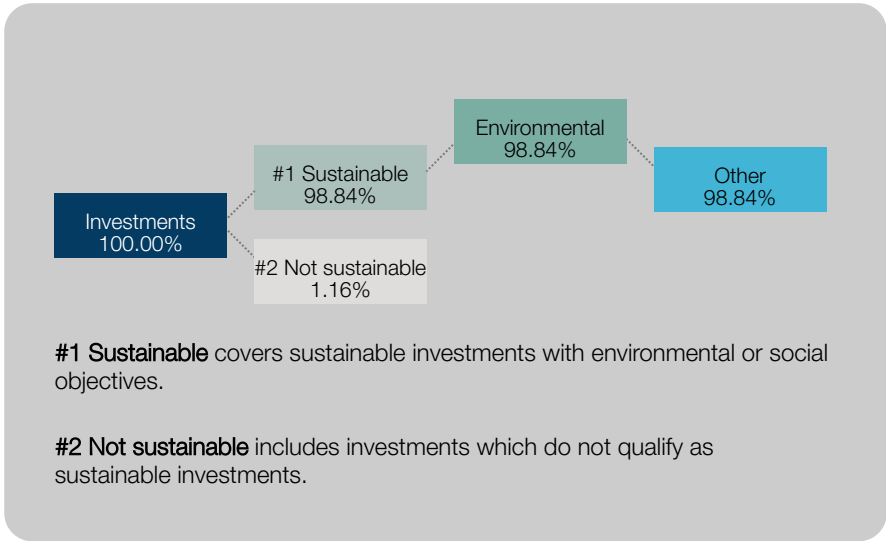 Environmental
98.84%
#1 Sustainable
98.84%
Other
98.84%
Investments
100.00%
#2 Not sustainable
1.16%
#1 Sustainable covers sustainable investments with environmental or social
objectives.
#2 Not sustainable includes investments which do not qualify as
sustainable investments.